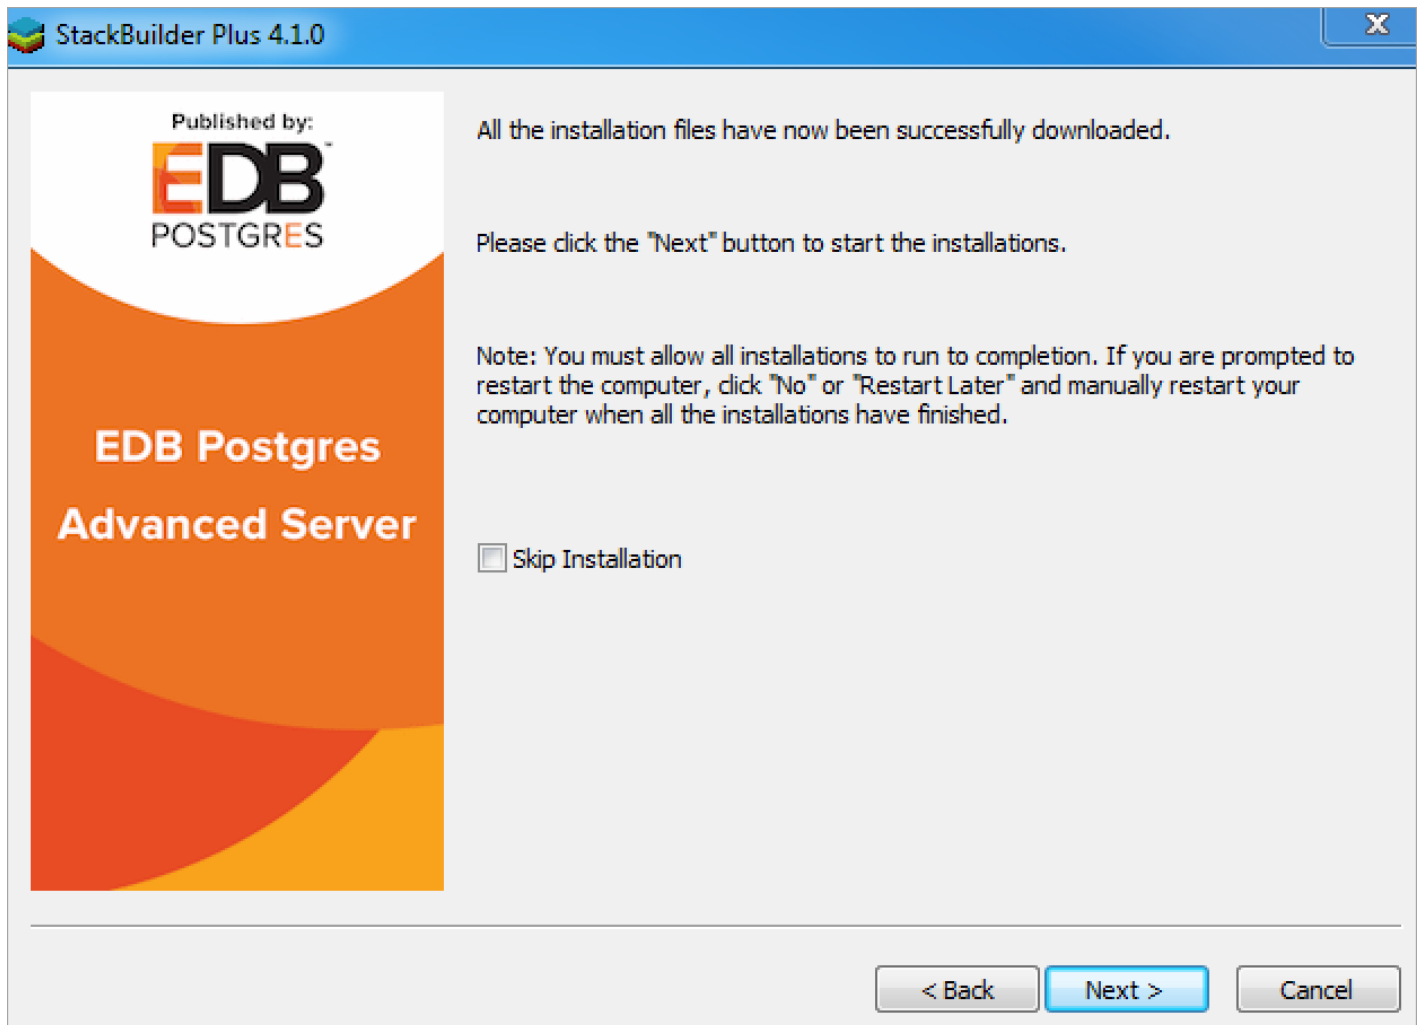 StackBuilder Plus 4.1.0
X
Published by:
EDB™
POSTGRES
EDB Postgres
Advanced Server
All the installation files have now been successfully downloaded.
Please click the "Next" button to start the installations.
Note: You must allow all installations to run to completion. If you are prompted to
restart the computer, click "No" or "Restart Later" and manually restart your
computer when all the installations have finished.
Skip Installation
< Back
Next >
Cancel